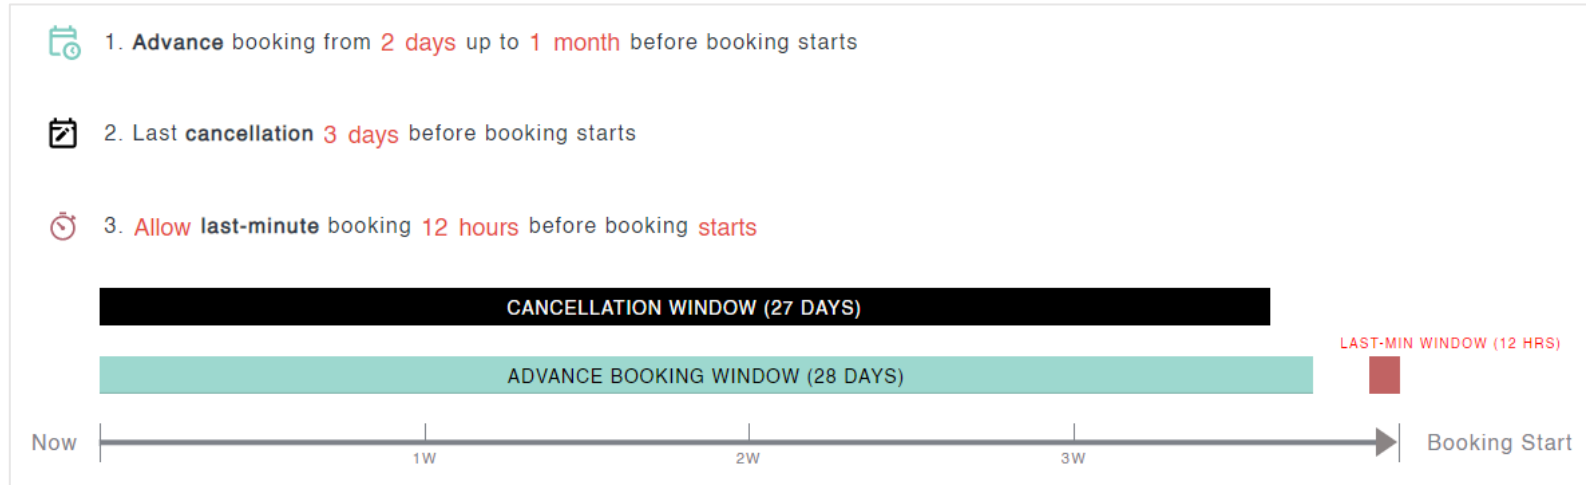 1. Advance booking from 2 days up to 1 month before booking starts
2. Last cancellation 3 days before booking starts
3. Allow last-minute booking 12 hours before booking starts
CANCELLATION WINDOW (27 DAYS)
LAST-MIN WINDOW (12 HRS)
ADVANCE BOOKING WINDOW (28 DAYS)
Now
1W
2W
3W
Booking Start